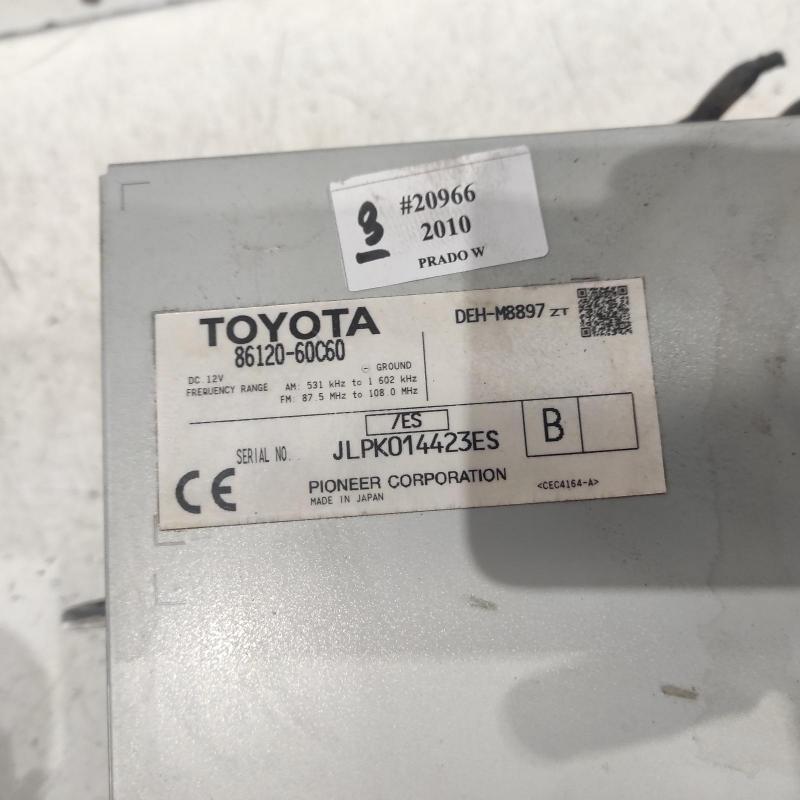 8
#20966
2010
PRADO W
TOYOTA
86120-60C60
DEH-M8897 ZT
DC 12V
⊖ GROUND
FREQUENCY RANGE AM: 531 kHz to 1 602 kHz
FM: 87.5 MHz to 108.0 MHz
/ES
B
SERIAL NO. JLPK014423ES
PIONEER CORPORATION
MADE IN JAPAN
<CEC4164-A>
CE